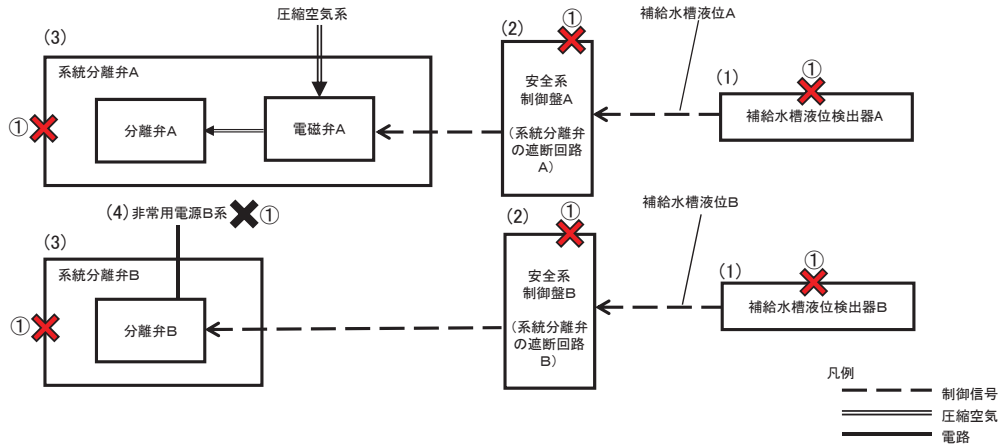 圧縮空気系
(3)
系統分離弁A
①
分離弁A
電磁弁A
(2)
①
安全系
制御盤A
(系統分離弁
の遮断回路
A)
補給水槽液位A
(1)
①
補給水槽液位検出器A
(4)非常用電源B系
①
(3)
系統分離弁B
①
分離弁B
(2)
①
安全系
制御盤B
(系統分離弁
の遮断回路
B)
補給水槽液位B
(1)
①
補給水槽液位検出器B
凡例
制御信号
圧縮空気
電路